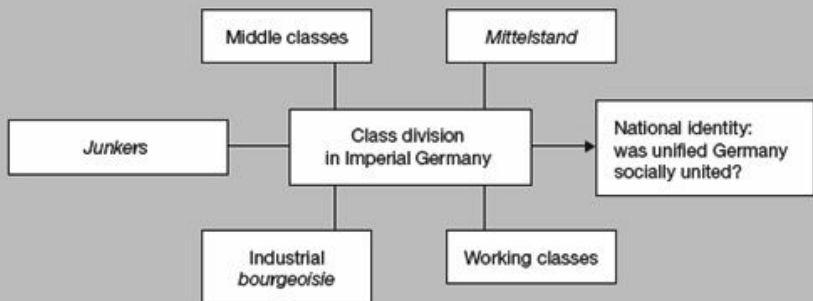 Middle classes
Mittelstand
Junkers
Class division
in Imperial Germany
National identity:
was unified Germany
socially united?
Industrial
bourgeoisie
Working classes